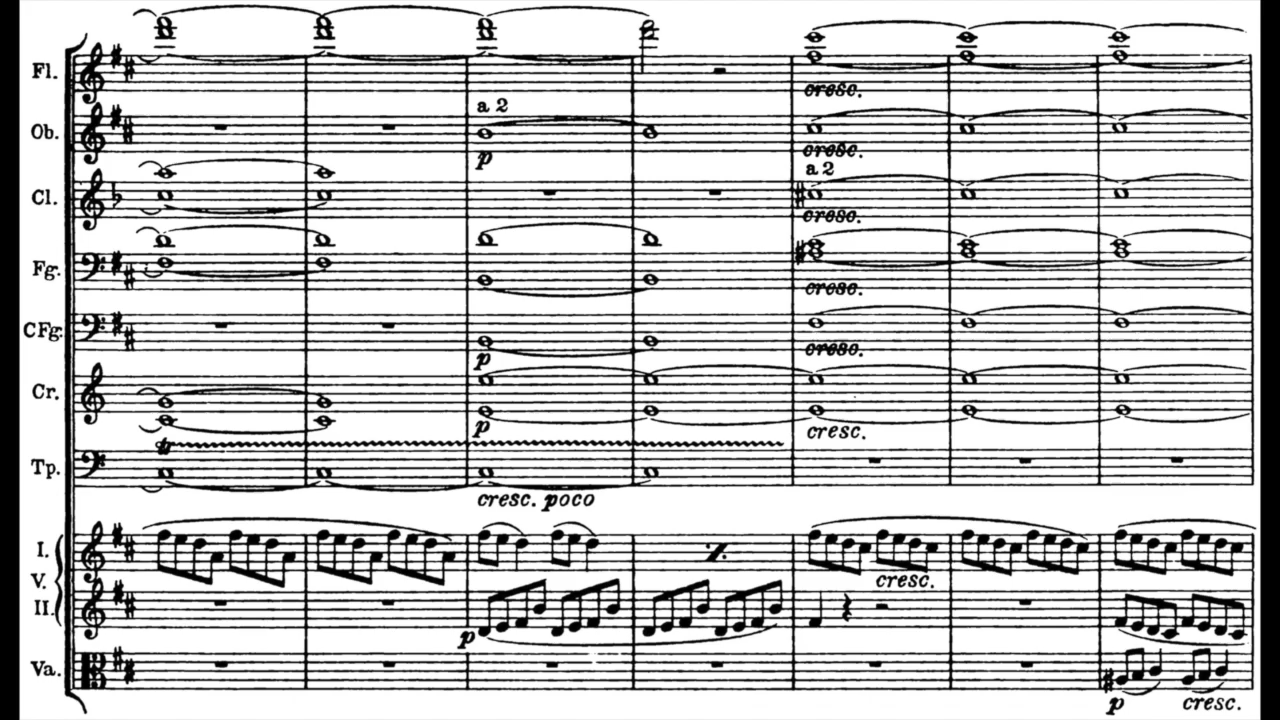 Fl.
cresc.
a 2
Ob.
p
cresc.
a 2
Cl.
cresc.
Fg.
cresc.
CFg.
p
cresc.
Cr.
p
cresc.
tr
Tp.
cresc. poco
I.
cresc.
V.
II.
p
Va.
p
cresc.